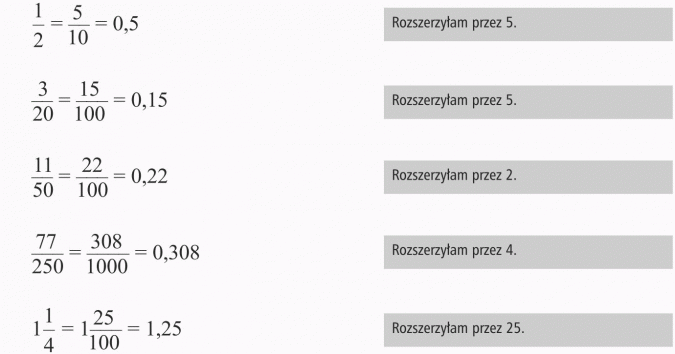 1/2 = 5/10 = 0,5 Rozszerzyłam przez 5.
3/20 = 15/100 = 0,15 Rozszerzyłam przez 5.
11/50 = 22/100 = 0,22 Rozszerzyłam przez 2.
77/250 = 308/1000 = 0,308 Rozszerzyłam przez 4.
1 1/4 = 1 25/100 = 1,25 Rozszerzyłam przez 25.